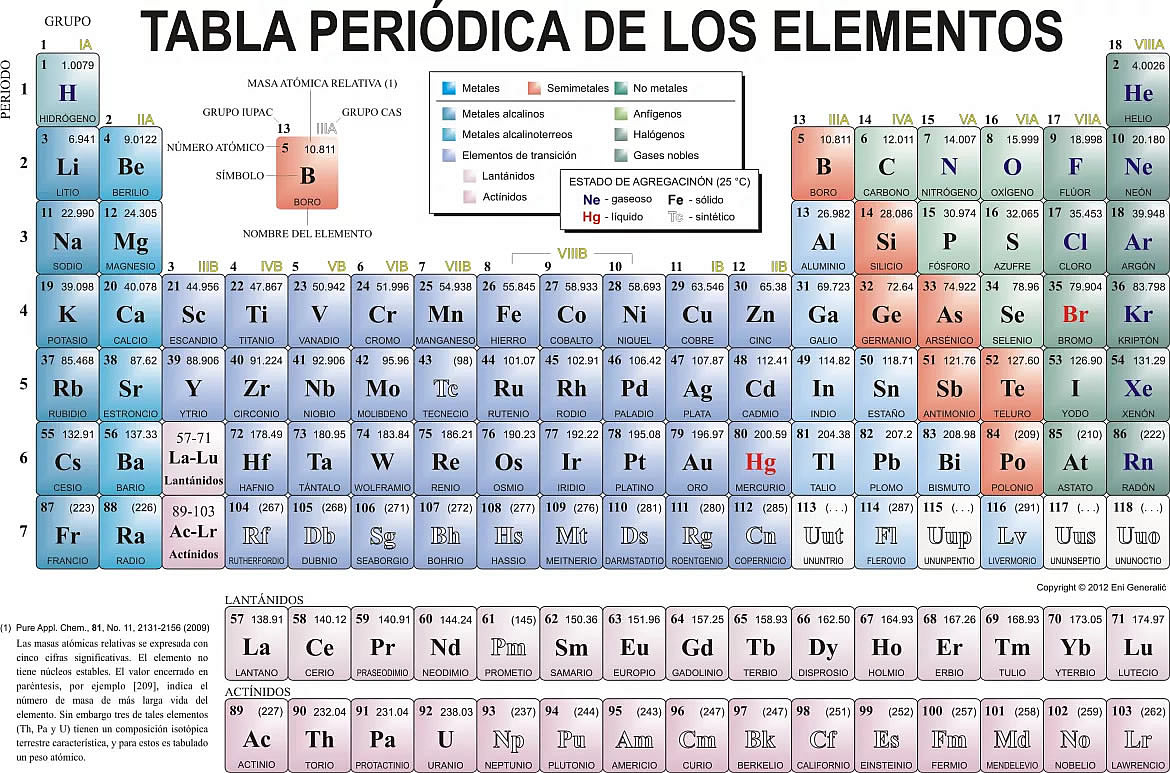 TABLA PERIÓDICA DE LOS ELEMENTOS
GRUPO
PERIODO
1 IA
18 VIIIA
1
1 1.0079
H
HIDRÓGENO
2 4.0026
He
HELIO
MASA ATÓMICA RELATIVA (1)
GRUPO IUPAC
GRUPO CAS
13 IIIA
NÚMERO ATÓMICO
5 10.811
SÍMBOLO
B
BORO
NOMBRE DEL ELEMENTO
Metales
Semimetales
No metales
Metales alcalinos
Anfígenos
Metales alcalinoterreos
Halógenos
Elementos de transición
Gases nobles
Lantánidos
Actínidos
ESTADO DE AGREGACINÓN (25 °C)
Ne - gaseoso Fe - sólido
Hg - líquido Tc - sintético
2 IIA
13 IIIA 14 IVA 15 VA 16 VIA 17 VIIA
2
3 6.941 4 9.0122 5 10.811 6 12.011 7 14.007 8 15.999 9 18.998 10 20.180
Li Be B C N O F Ne
LITIO BERILIO BORO CARBONO NITRÓGENO OXÍGENO FLÚOR NEÓN
3
11 22.990 12 24.305 13 26.982 14 28.086 15 30.974 16 32.065 17 35.453 18 39.948
Na Mg Al Si P S Cl Ar
SODIO MAGNESIO ALUMINIO SILICIO FÓSFORO AZUFRE CLORO ARGÓN
VIIIB
3 IIIB 4 IVB 5 VB 6 VIB 7 VIIB 8 9 10 11 IB 12 IIB
4
19 39.098 20 40.078 21 44.956 22 47.867 23 50.942 24 51.996 25 54.938 26 55.845 27 58.933 28 58.693 29 63.546 30 65.38 31 69.723 32 72.64 33 74.922 34 78.96 35 79.904 36 83.798
K Ca Sc Ti V Cr Mn Fe Co Ni Cu Zn Ga Ge As Se Br Kr
POTASIO CALCIO ESCANDIO TITANIO VANADIO CROMO MANGANESO HIERRO COBALTO NIQUEL COBRE CINC GALIO GERMANIO ARSÉNICO SELENIO BROMO KRIPTÓN
5
37 85.468 38 87.62 39 88.906 40 91.224 41 92.906 42 95.96 43 (98) 44 101.07 45 102.91 46 106.42 47 107.87 48 112.41 49 114.82 50 118.71 51 121.76 52 127.60 53 126.90 54 131.29
Rb Sr Y Zr Nb Mo Tc Ru Rh Pd Ag Cd In Sn Sb Te I Xe
RUBIDIO ESTRONCIO YTRIO CIRCONIO NIOBIO MOLIBDENO TECNECIO RUTENIO RODIO PALADIO PLATA CADMIO INDIO ESTAÑO ANTIMONIO TELURO YODO XENÓN
6
55 132.91 56 137.33 57-71 72 178.49 73 180.95 74 183.84 75 186.21 76 190.23 77 192.22 78 195.08 79 196.97 80 200.59 81 204.38 82 207.2 83 208.98 84 (209) 85 (210) 86 (222)
Cs Ba La-Lu Hf Ta W Re Os Ir Pt Au Hg Tl Pb Bi Po At Rn
CESIO BARIO Lantánidos HAFNIO TÁNTALO WOLFRAMIO RENIO OSMIO IRIDIO PLATINO ORO MERCURIO TALIO PLOMO BISMUTO POLONIO ASTATO RADÓN
7
87 (223) 88 (226) 89-103 104 (267) 105 (268) 106 (271) 107 (272) 108 (277) 109 (276) 110 (281) 111 (280) 112 (285) 113 (...) 114 (287) 115 (...) 116 (291) 117 (...) 118 (...)
Fr Ra Ac-Lr Rf Db Sg Bh Hs Mt Ds Rg Cn Uut Fl Uup Lv Uus Uuo
FRANCIO RADIO Actínidos RUTHERFORDIO DUBNIO SEABORGIO BOHRIO HASSIO MEITNERIO DARMSTADTIO ROENTGENIO COPERNICIO UNUNTRIO FLEROVIO UNUNPENTIO LIVERMORIO UNUNSEPTIO UNUNOCTIO
Copyright © 2012 Eni Generalić
LANTÁNIDOS
57 138.91 58 140.12 59 140.91 60 144.24 61 (145) 62 150.36 63 151.96 64 157.25 65 158.93 66 162.50 67 164.93 68 167.26 69 168.93 70 173.05 71 174.97
La Ce Pr Nd Pm Sm Eu Gd Tb Dy Ho Er Tm Yb Lu
LANTANO CERIO PRASEODIMIO NEODIMIO PROMETIO SAMARIO EUROPIO GADOLINIO TERBIO DISPROSIO HOLMIO ERBIO TULIO YTERBIO LUTECIO
ACTÍNIDOS
89 (227) 90 232.04 91 231.04 92 238.03 93 (237) 94 (244) 95 (243) 96 (247) 97 (247) 98 (251) 99 (252) 100 (257) 101 (258) 102 (259) 103 (262)
Ac Th Pa U Np Pu Am Cm Bk Cf Es Fm Md No Lr
ACTINIO TORIO PROTACTINIO URANIO NEPTUNIO PLUTONIO AMERICIO CURIO BERKELIO CALIFORNIO EINSTEINIO FERMIO MENDELEVIO NOBELIO LAWRENCIO
(1) Pure Appl. Chem., 81, No. 11, 2131-2156 (2009)
Las masas atómicas relativas se expresada con
cinco cifras significativas. El elemento no
tiene núcleos estables. El valor encerrado en
paréntesis, por ejemplo [209], indica el
número de masa de más larga vida del
elemento. Sin embargo tres de tales elementos
(Th, Pa y U) tienen un composición isotópica
terrestre característica, y para estos es tabulado
un peso atómico.